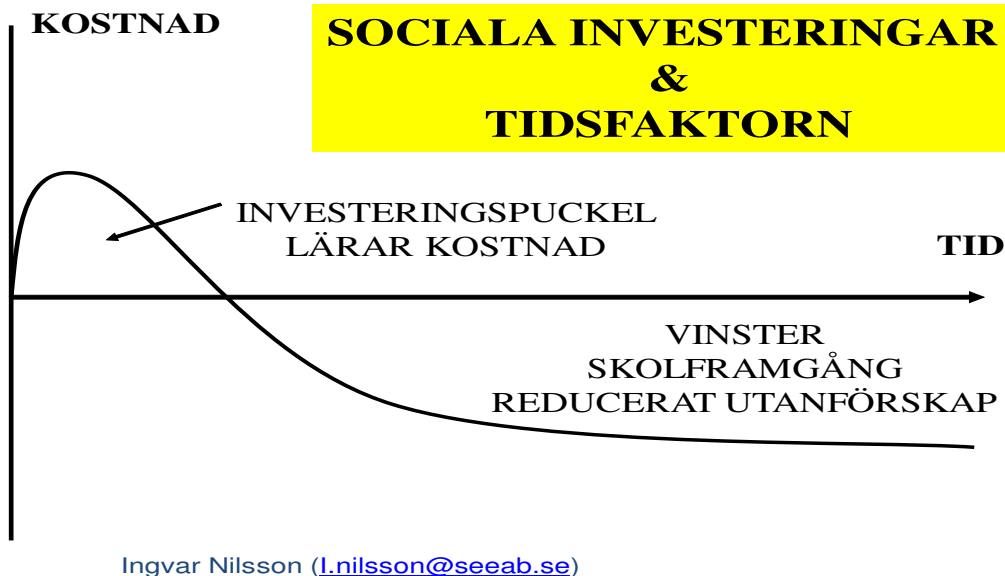 KOSTNAD
SOCIALA INVESTERINGAR
&
TIDSFAKTORN
INVESTERINGSPUCKEL
LÄRAR KOSTNAD
TID
VINSTER
SKOLFRAMGÅNG
REDUCERAT UTANFÖRSKAP
Ingvar Nilsson (I.nilsson@seeab.se)